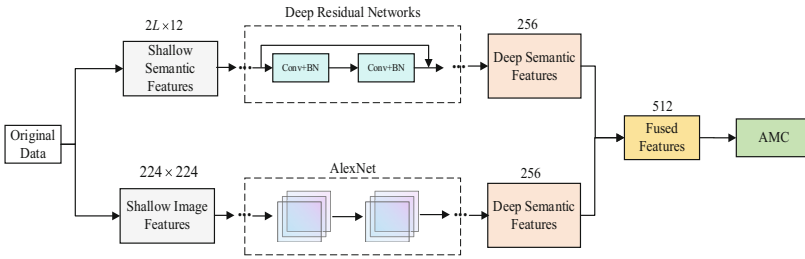 Original
Data
2L×12
Shallow
Semantic
Features
Deep Residual Networks
Conv+BN
Conv+BN
256
Deep Semantic
Features
224×224
Shallow Image
Features
AlexNet
256
Deep Semantic
Features
512
Fused
Features
AMC